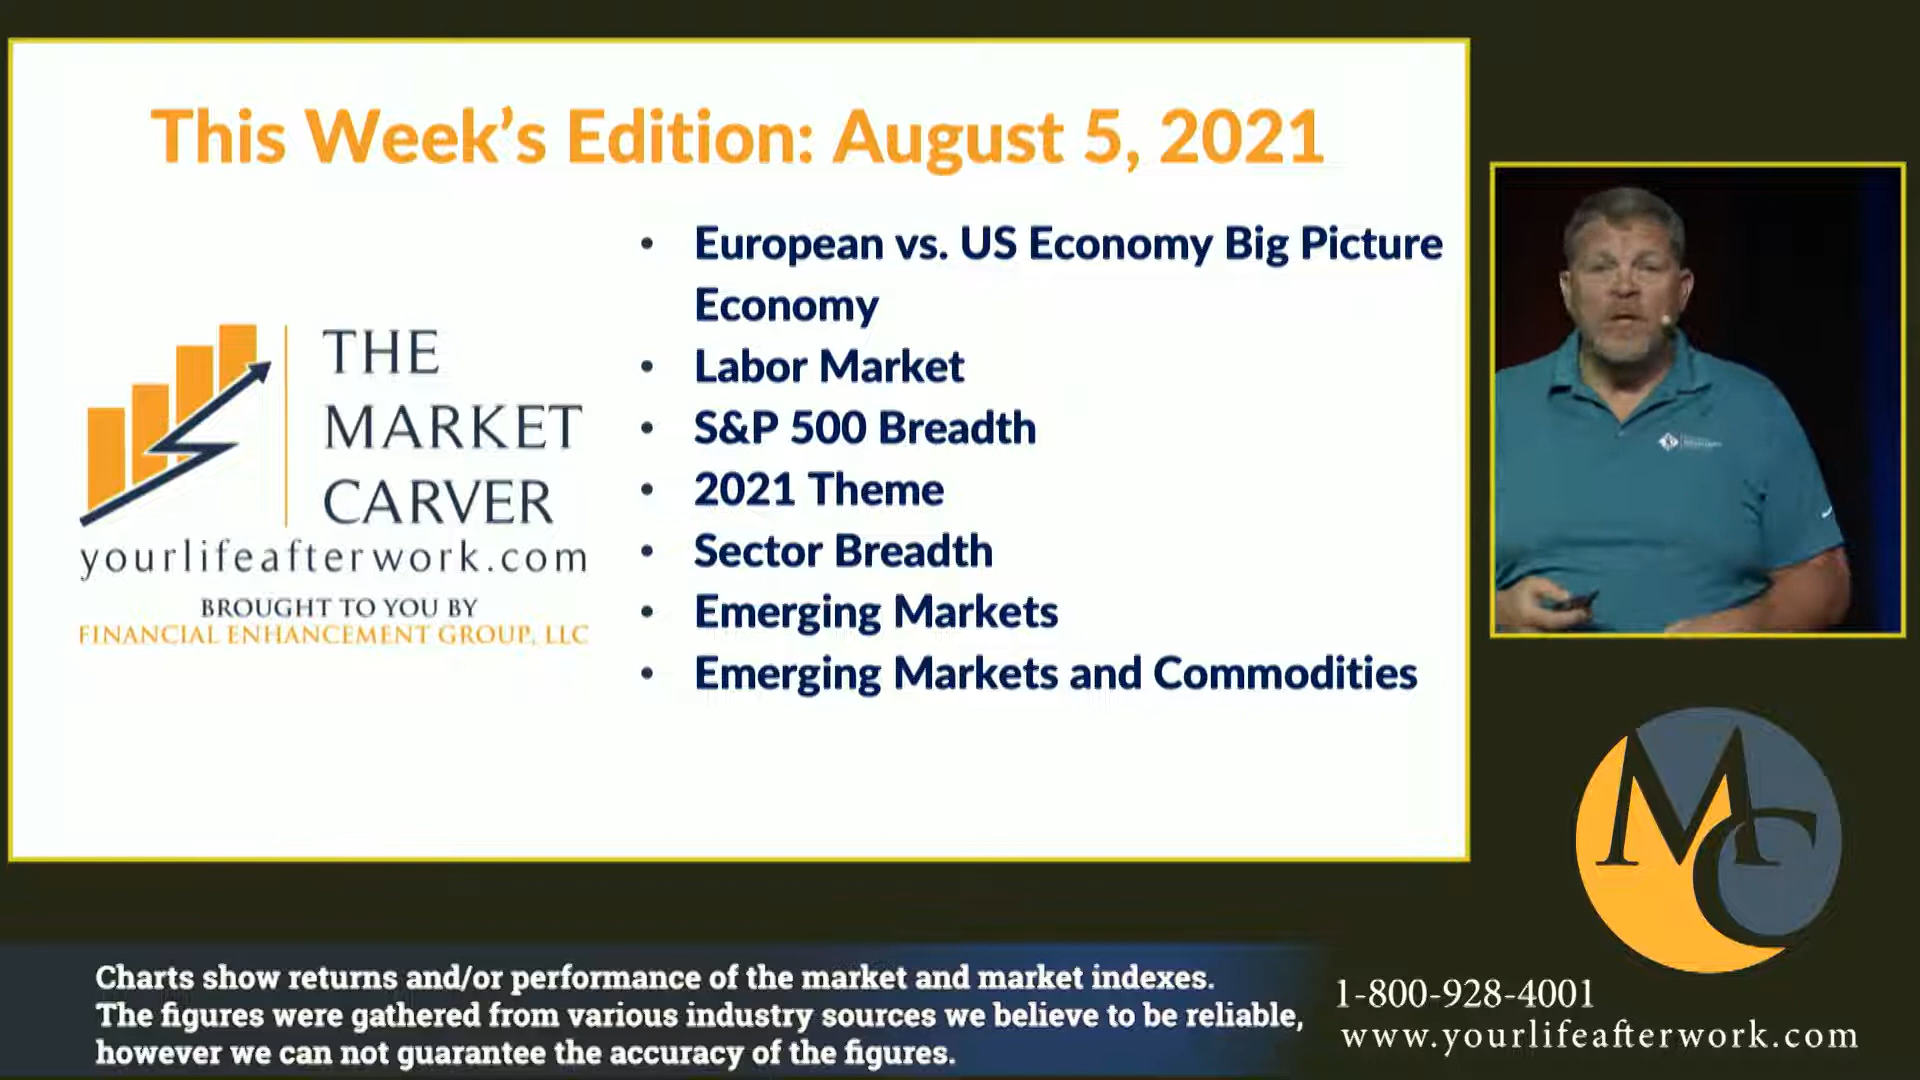 This Week's Edition: August 5, 2021
• European vs. US Economy Big Picture
Economy
• Labor Market
• S&P 500 Breadth
• 2021 Theme
• Sector Breadth
• Emerging Markets
• Emerging Markets and Commodities
THE
MARKET
CARVER
yourlifeafterwork.com
BROUGHT TO YOU BY
FINANCIAL ENHANCEMENT GROUP, LLC
MC
Charts show returns and/or performance of the market and market indexes.
The figures were gathered from various industry sources we believe to be reliable,
however we can not guarantee the accuracy of the figures.
1-800-928-4001
www.yourlifeafterwork.com